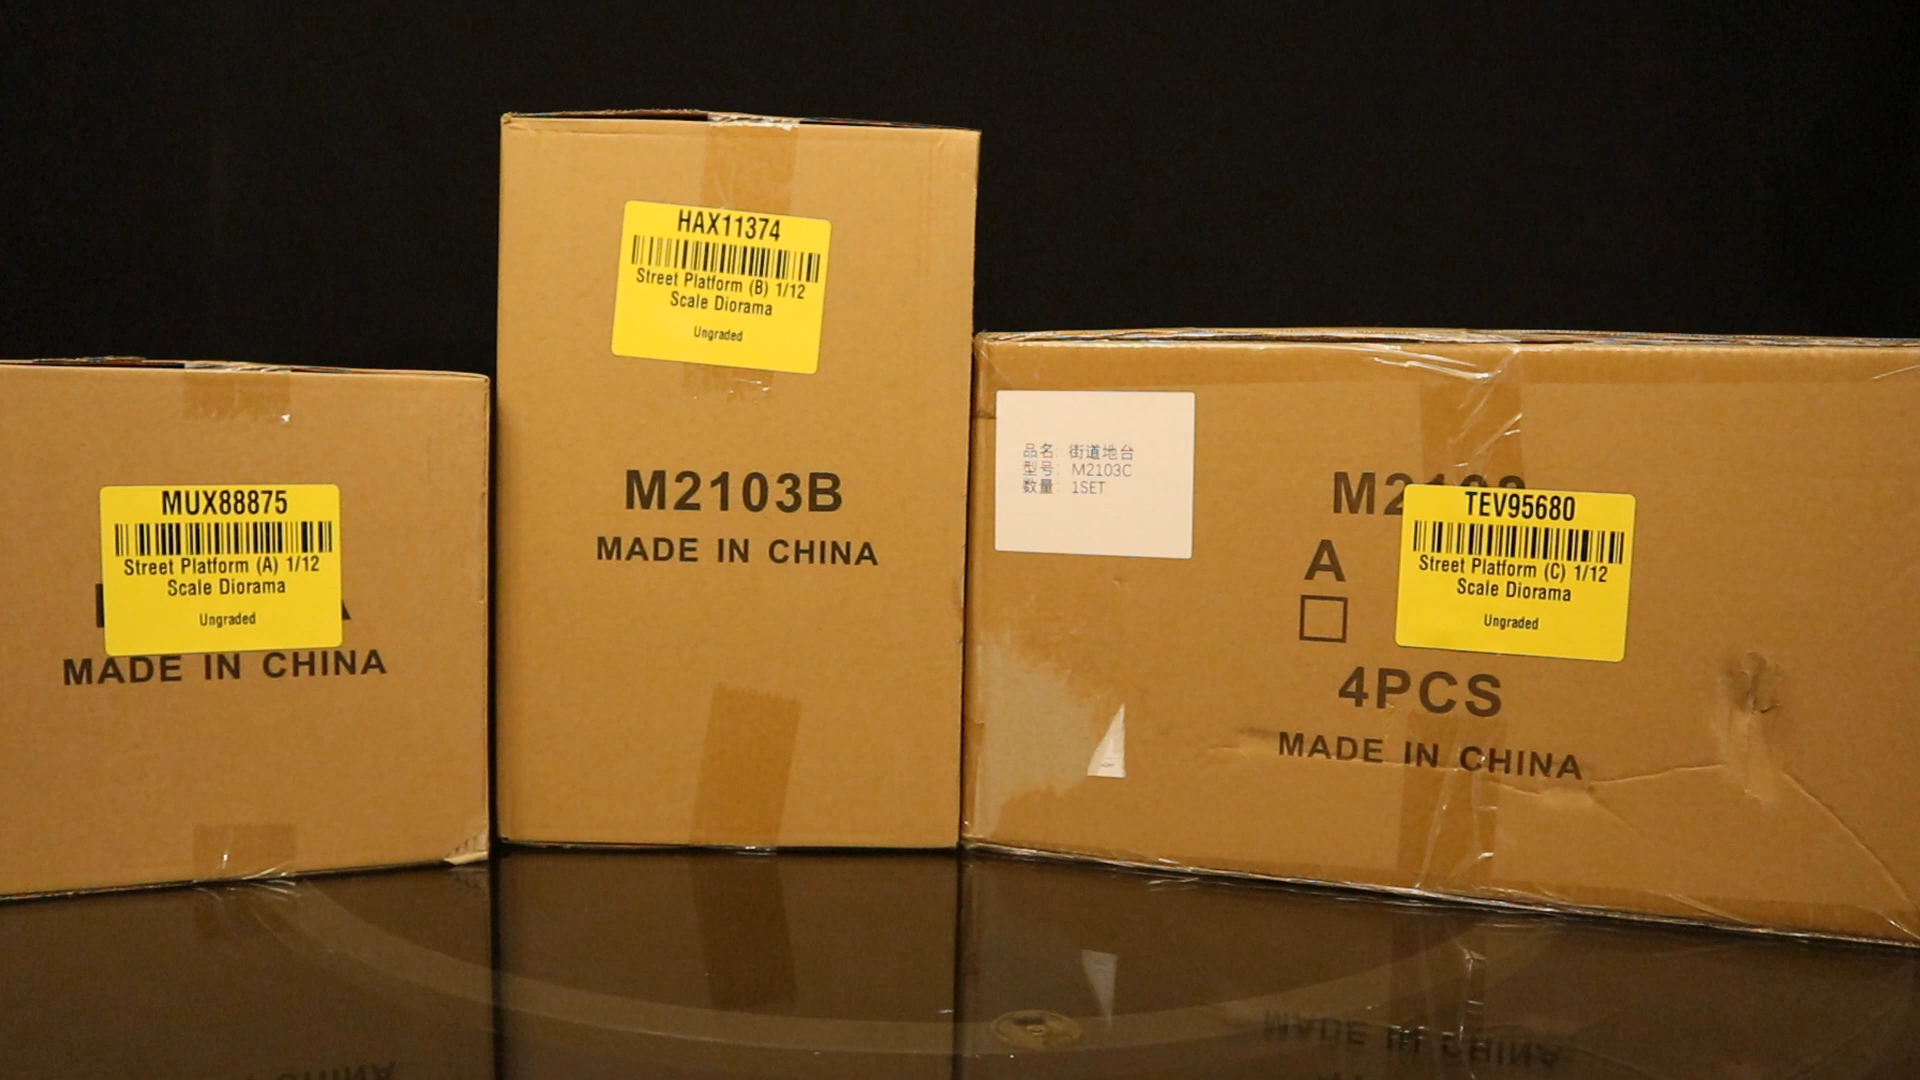 MUX88875
Street Platform (A) 1/12
Scale Diorama
Ungraded
MADE IN CHINA
HAX11374
Street Platform (B) 1/12
Scale Diorama
Ungraded
M2103B
MADE IN CHINA
品名: 街道地台
型号: M2103C
数量: 1SET
M2103
TEV95680
Street Platform (C) 1/12
Scale Diorama
Ungraded
A
4PCS
MADE IN CHINA